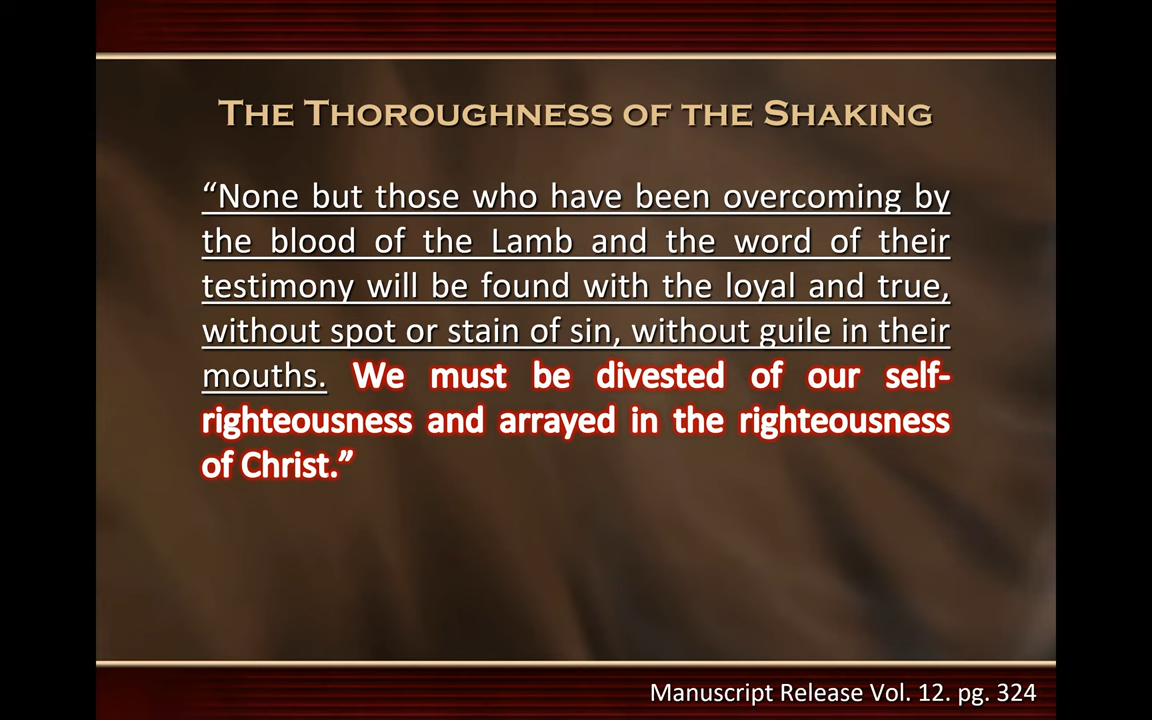 The Thoroughness of the Shaking
“None but those who have been overcoming by
the blood of the Lamb and the word of their
testimony will be found with the loyal and true,
without spot or stain of sin, without guile in their
mouths. We must be divested of our self-
righteousness and arrayed in the righteousness
of Christ.”
Manuscript Release Vol. 12. pg. 324